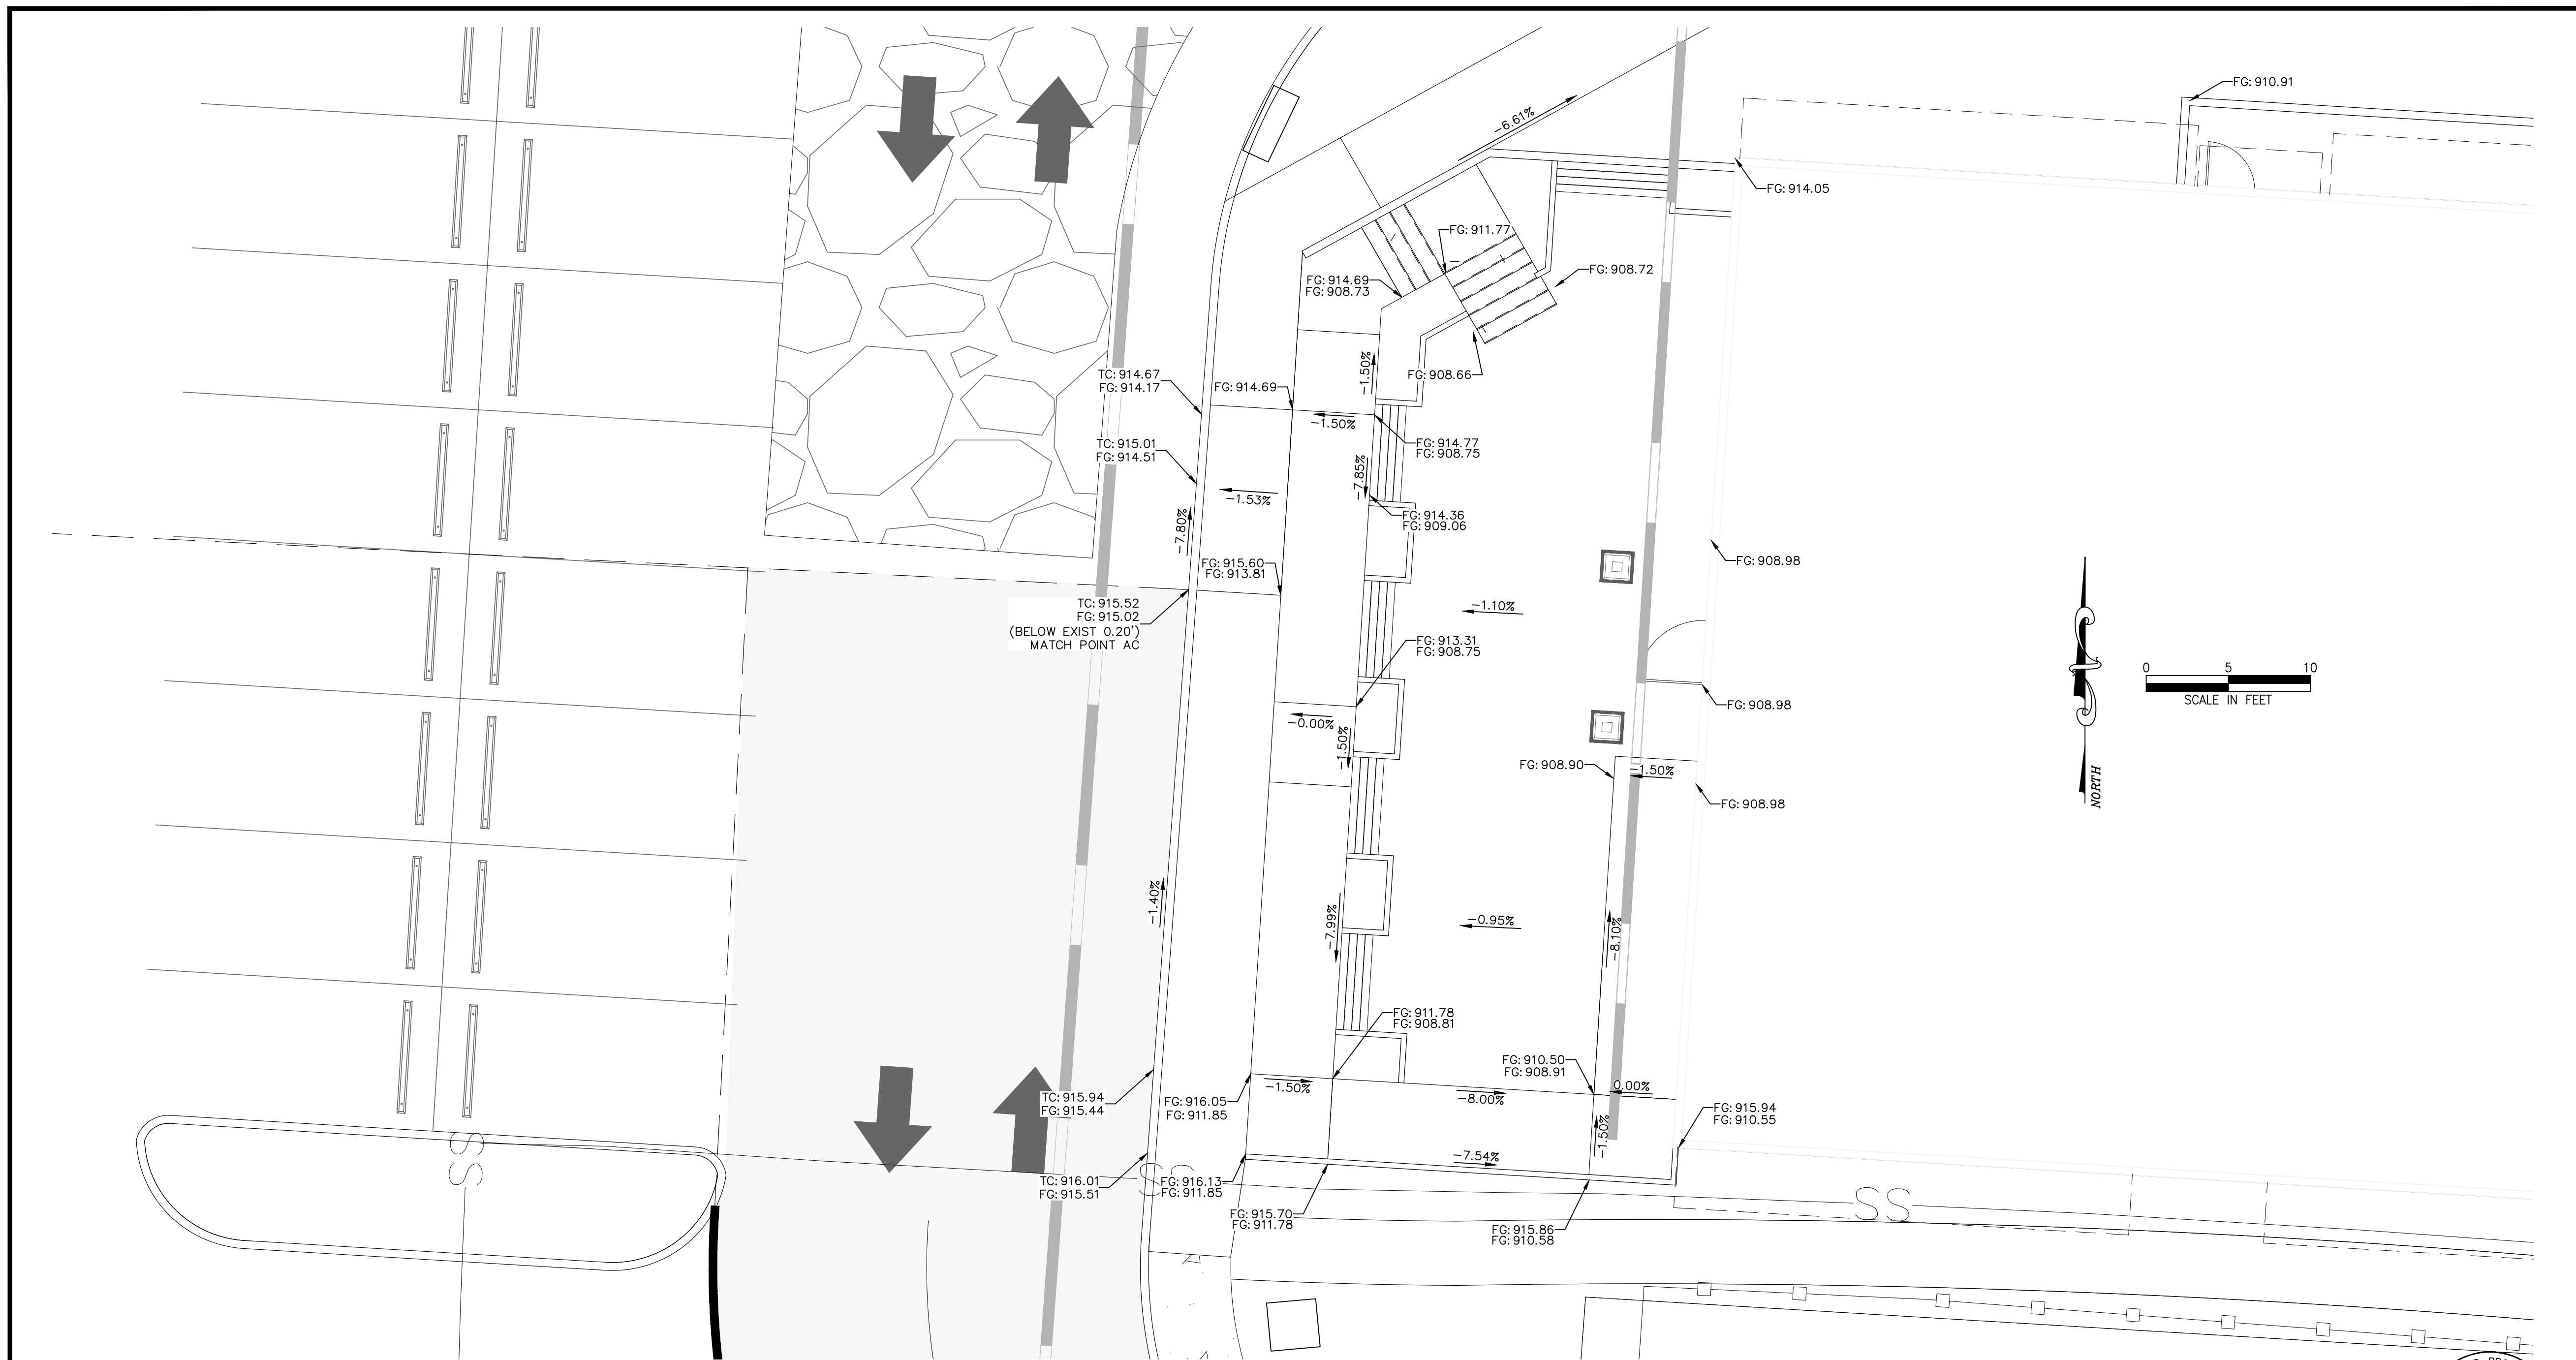 FG: 910.91
-6.61%
FG: 914.05
FG: 911.77
FG: 908.72
FG: 914.69
FG: 908.73
-1.50%
FG: 908.66
TC: 914.67
FG: 914.17
FG: 914.69
-1.50%
FG: 914.77
FG: 908.75
TC: 915.01
FG: 914.51
-7.85%
-1.53%
FG: 914.36
FG: 909.06
-7.80%
FG: 915.60
FG: 913.81
FG: 908.98
TC: 915.52
FG: 915.02
(BELOW EXIST 0.20')
MATCH POINT AC
-1.10%
FG: 913.31
FG: 908.75
0 5 10
SCALE IN FEET
FG: 908.98
-0.00%
-1.50%
FG: 908.90
-1.50%
NORTH
FG: 908.98
-1.40%
-7.99%
-0.95%
-8.10%
FG: 911.78
FG: 908.81
FG: 910.50
FG: 908.91
-1.50%
0.00%
TC: 915.94
FG: 915.44
FG: 916.05
FG: 911.85
-8.00%
FG: 915.94
FG: 910.55
-1.50%
SS
-7.54%
TC: 916.01
FG: 915.51
SS
FG: 916.13
FG: 911.85
SS
FG: 915.70
FG: 911.78
FG: 915.86
FG: 910.58